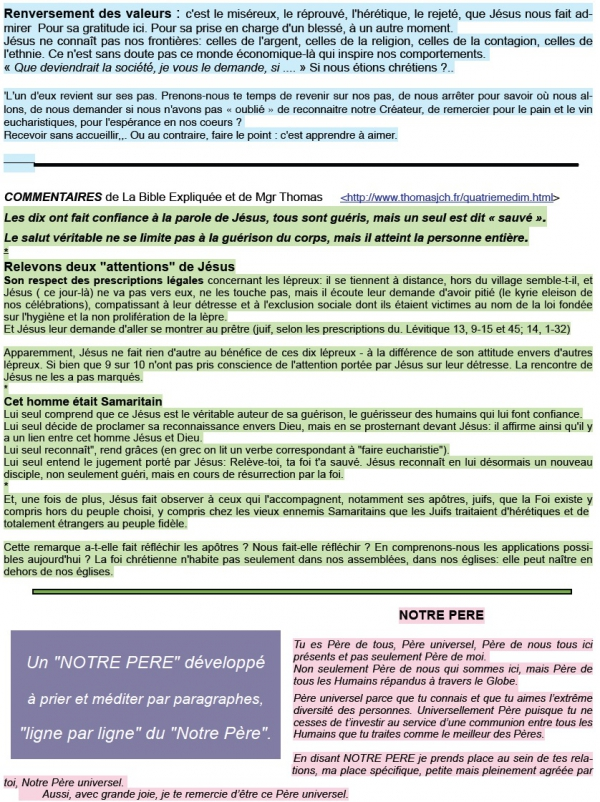 Renversement des valeurs : c'est le miséreux, le réprouvé, l'hérétique, le rejeté, que Jésus nous fait ad-
mirer Pour sa gratitude ici. Pour sa prise en charge d'un blessé, à un autre moment.
Jésus ne connaît pas nos frontières: celles de l'argent, celles de la religion, celles de la contagion, celles de
l'ethnie. Ce n'est sans doute pas ce monde économique-là qui inspire nos comportements.
« Que deviendrait la société, je vous le demande, si .... » Si nous étions chrétiens ?..
'L'un d'eux revient sur ses pas. Prenons-nous te temps de revenir sur nos pas, de nous arrêter pour savoir où nous al-
lons, de nous demander si nous n'avons pas « oublié » de reconnaitre notre Créateur, de remercier pour le pain et le vin
eucharistiques, pour l'espérance en nos coeurs ?
Recevoir sans accueillir,,. Ou au contraire, faire le point : c'est apprendre à aimer.
COMMENTAIRES de La Bible Expliquée et de Mgr Thomas <http://www.thomasjch.fr/quatriemedim.html>
Les dix ont fait confiance à la parole de Jésus, tous sont guéris, mais un seul est dit « sauvé ».
Le salut véritable ne se limite pas à la guérison du corps, mais il atteint la personne entière.
*
Relevons deux "attentions" de Jésus
Son respect des prescriptions légales concernant les lépreux: il se tiennent à distance, hors du village semble-t-il, et
Jésus ( ce jour-là) ne va pas vers eux, ne les touche pas, mais il écoute leur demande d'avoir pitié (le kyrie eleison de
nos célébrations), compatissant à leur détresse et à l'exclusion sociale dont ils étaient victimes au nom de la loi fondée
sur l'hygiène et la non prolifération de la lèpre.
Et Jésus leur demande d'aller se montrer au prêtre (juif, selon les prescriptions du. Lévitique 13, 9-15 et 45; 14, 1-32)
Apparemment, Jésus ne fait rien d'autre au bénéfice de ces dix lépreux - à la différence de son attitude envers d'autres
lépreux. Si bien que 9 sur 10 n'ont pas pris conscience de l'attention portée par Jésus sur leur détresse. La rencontre de
Jésus ne les a pas marqués.
*
Cet homme était Samaritain
Lui seul comprend que ce Jésus est le véritable auteur de sa guérison, le guérisseur des humains qui lui font confiance.
Lui seul décide de proclamer sa reconnaissance envers Dieu, mais en se prosternant devant Jésus: il affirme ainsi qu'il y
a un lien entre cet homme Jésus et Dieu.
Lui seul reconnaît", rend grâces (en grec on lit un verbe correspondant à "faire eucharistie").
Lui seul entend le jugement porté par Jésus: Relève-toi, ta foi t'a sauvé. Jésus reconnaît en lui désormais un nouveau
disciple, non seulement guéri, mais en cours de résurrection par la foi.
*
Et, une fois de plus, Jésus fait observer à ceux qui l'accompagnent, notamment ses apôtres, juifs, que la Foi existe y
compris hors du peuple choisi, y compris chez les vieux ennemis Samaritains que les Juifs traitaient d'hérétiques et de
totalement étrangers au peuple fidèle.
Cette remarque a-t-elle fait réfléchir les apôtres ? Nous fait-elle réfléchir ? En comprenons-nous les applications possi-
bles aujourd'hui ? La foi chrétienne n'habite pas seulement dans nos assemblées, dans nos églises: elle peut naître en
dehors de nos églises.
Un "NOTRE PERE" développé
à prier et méditer par paragraphes,
"ligne par ligne" du "Notre Père".
NOTRE PERE
Tu es Père de tous, Père universel, Père de nous tous ici
présents et pas seulement Père de moi.
Non seulement Père de nous qui sommes ici, mais Père de
tous les Humains répandus à travers le Globe.
Père universel parce que tu connais et que tu aimes l'extrême
diversité des personnes. Universellement Père puisque tu ne
cesses de t'investir au service d'une communion entre tous les
Humains que tu traites comme le meilleur des Pères.
En disant NOTRE PERE je prends place au sein de tes rela-
tions, ma place spécifique, petite mais pleinement agréée par
toi, Notre Père universel.
Aussi, avec grande joie, je te remercie d'être ce Père universel.